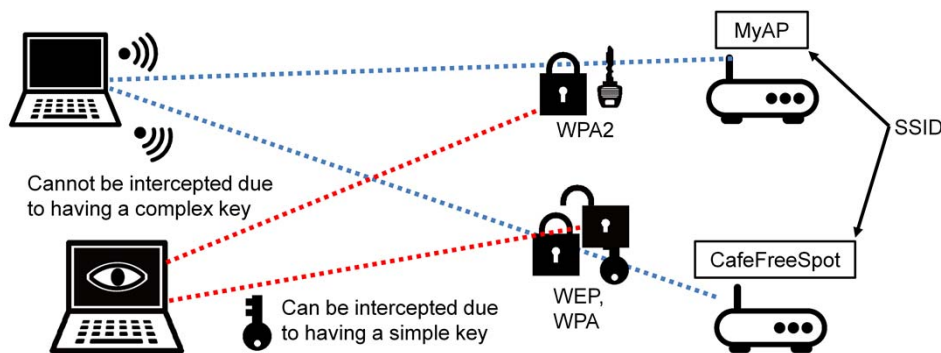 MyAP
SSID
WPA2
Cannot be intercepted due
to having a complex key
CafeFreeSpot
WEP,
WPA
Can be intercepted due
to having a simple key